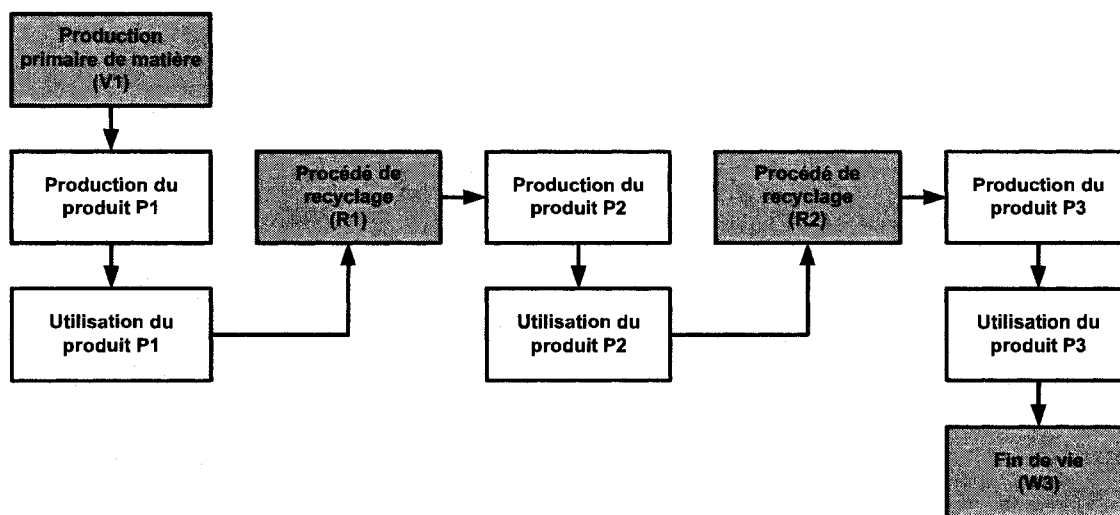 Production
primaire de matière
(V1)
Production du
produit P1
Utilisation du
produit P1
Procédé de
recyclage
(R1)
Production du
produit P2
Utilisation du
produit P2
Procédé de
recyclage
(R2)
Production du
produit P3
Utilisation du
produit P3
Fin de vie
(W3)